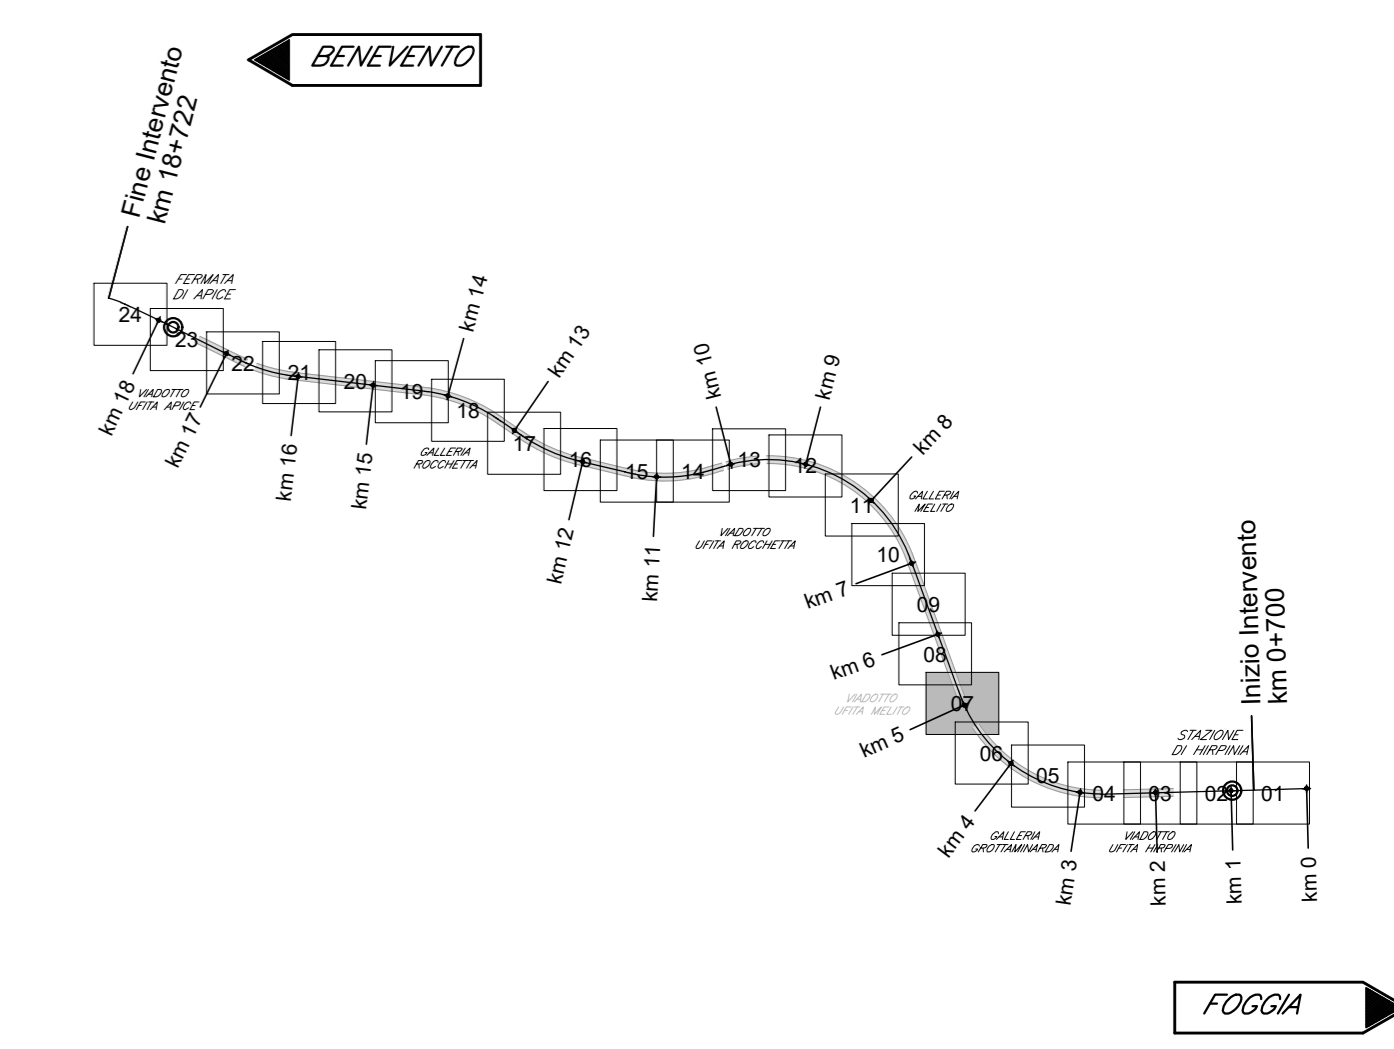 BENEVENTO
Fine Intervento
km 18+722
FERMATA
DI APICE
24
23
22
21
20
19
18
17
16
15
14
13
12
11
10
09
08
07
06
05
04
03
02
01
km 18
VIADOTTO
UFITA APICE
km 17
km 16
km 15
km 14
GALLERIA
ROCCHETTA
km 13
km 12
km 11
km 10
VIADOTTO
UFITA ROCCHETTA
km 9
km 8
GALLERIA
MELITO
km 7
km 6
VIADOTTO
UFITA MELITO
km 5
km 4
GALLERIA
GROTTAMINARDA
km 3
VIADOTTO
UFITA HIRPINIA
km 2
STAZIONE
DI HIRPINIA
km 1
Inizio Intervento
km 0+700
km 0
FOGGIA